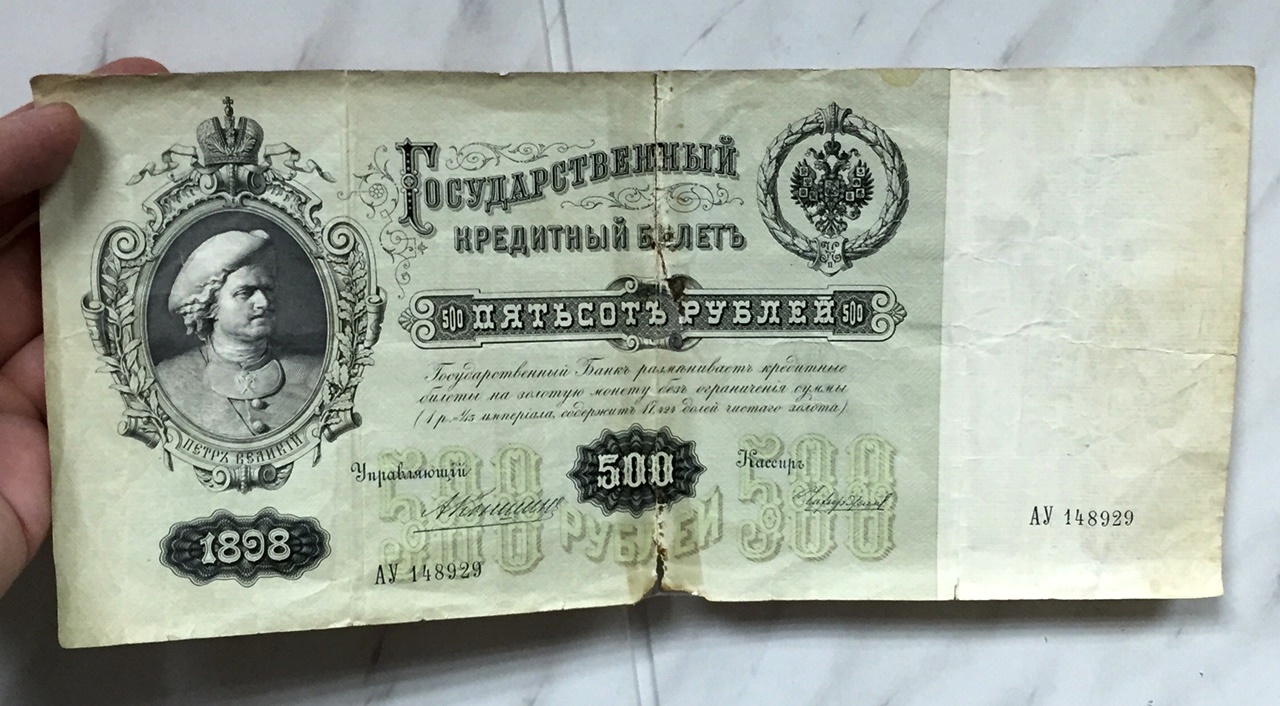 ГОСУДАРСТВЕННЫЙ
КРЕДИТНЫЙ БИЛЕТЪ
500 ПЯТЬСОТЪ РУБЛЕЙ 500
Государственный Банкъ размѣниваетъ кредитные
билеты на золотую монету безъ ограниченія суммы
(1 р.=1/15 имперіала, содержитъ 17,424 долей чистаго золота)
ПЕТРЪ ВЕЛИКІЙ
1898
Управляющій
500
Кассиръ
500 РУБЛЕЙ 500
АУ 148929
АУ 148929